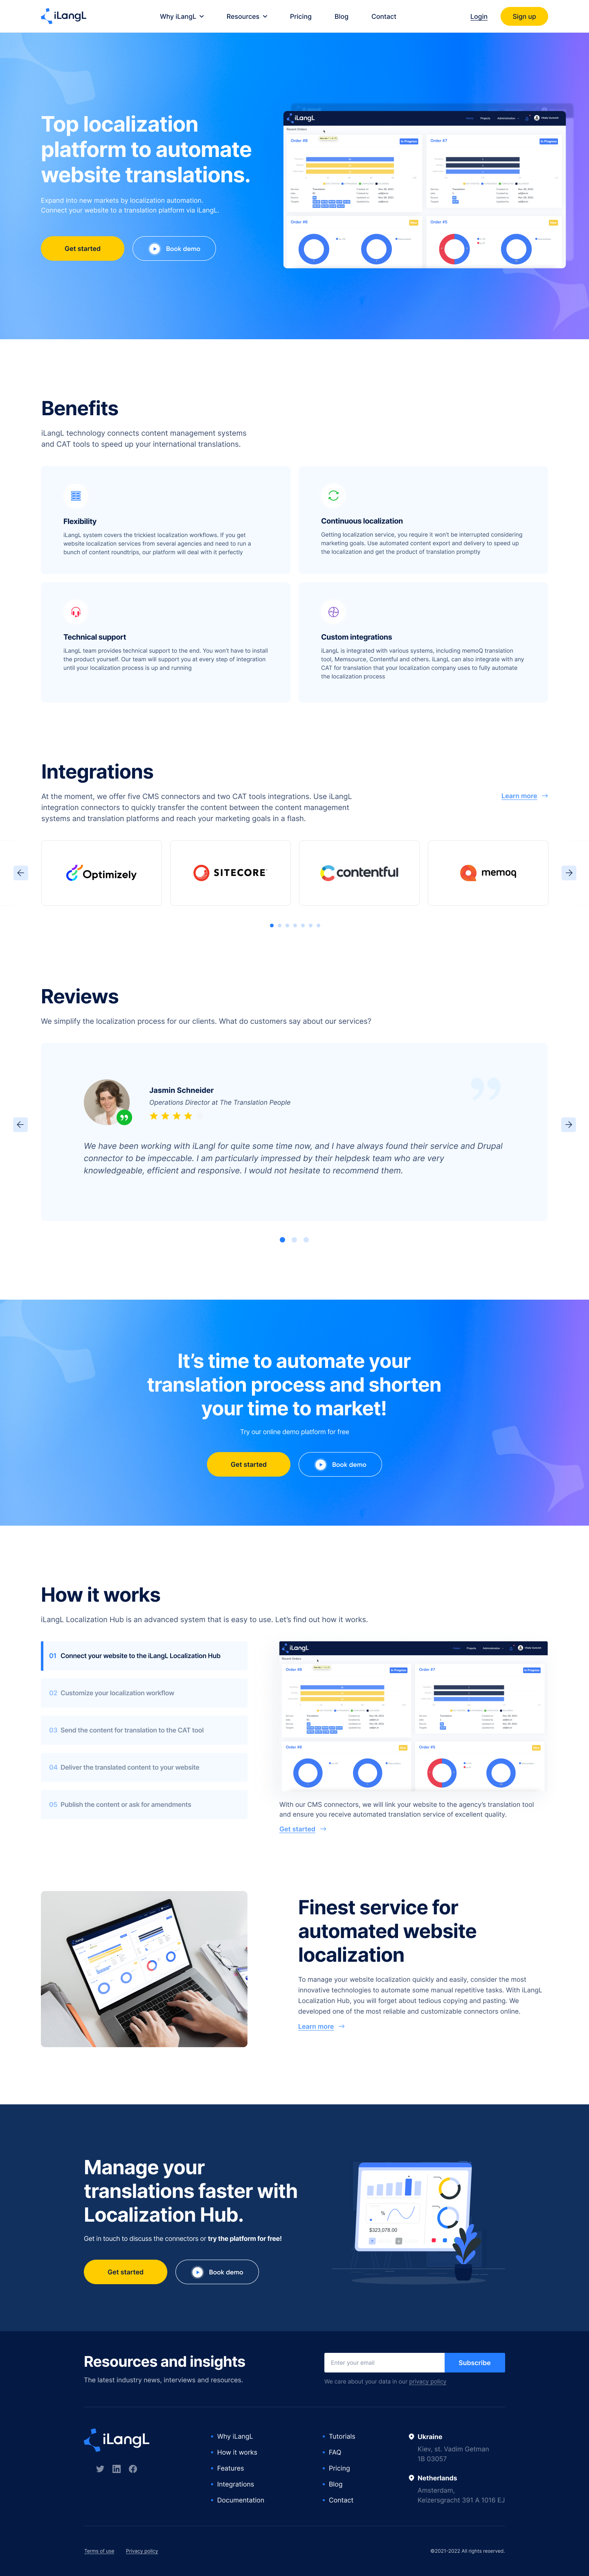 iLangL
Why iLangL
Resources
Pricing
Blog
Contact
Login
Sign up
Top localization
platform to automate
website translations.
Expand into new markets by localization automation.
Connect your website to a translation platform via iLangL.
Get started
Book demo
iLangL
Recent Orders
Order #8
In Progress
Order #7
In Progress
Order #6
Order #5
Benefits
iLangL technology connects content management systems
and CAT tools to speed up your international translations.
Flexibility
iLangL system covers the trickiest localization workflows. If you get
website localization services from several agencies and need to run a
bunch of content roundtrips, our platform will deal with it perfectly
Continuous localization
Getting localization service, you require it won't be interrupted considering
marketing goals. Use automated content export and delivery to speed up
the localization and get the product of translation promptly
Technical support
iLangL team provides technical support to the end. You won't have to install
the product yourself. Our team will support you at every step of integration
until your localization process is up and running
Custom integrations
iLangL is integrated with various systems, including memoQ translation
tool, Memsource, Contentful and others. iLangL can also integrate with any
CAT for translation that your localization company uses to fully automate
the localization process
Integrations
At the moment, we offer five CMS connectors and two CAT tools integrations. Use iLangL
integration connectors to quickly transfer the content between the content management
systems and translation platforms and reach your marketing goals in a flash.
Learn more
Optimizely
SITECORE
contentful
memoq
Reviews
We simplify the localization process for our clients. What do customers say about our services?
Jasmin Schneider
Operations Director at The Translation People
We have been working with iLangl for quite some time now, and I have always found their service and Drupal
connector to be impeccable. I am particularly impressed by their helpdesk team who are very
knowledgeable, efficient and responsive. I would not hesitate to recommend them.
It's time to automate your
translation process and shorten
your time to market!
Try our online demo platform for free
Get started
Book demo
How it works
iLangL Localization Hub is an advanced system that is easy to use. Let's find out how it works.
01 Connect your website to the iLangL Localization Hub
02 Customize your localization workflow
03 Send the content for translation to the CAT tool
04 Deliver the translated content to your website
05 Publish the content or ask for amendments
iLangL
Order #8
In Progress
Order #7
In Progress
Order #6
Order #5
With our CMS connectors, we will link your website to the agency's translation tool
and ensure you receive automated translation service of excellent quality.
Get started
Finest service for
automated website
localization
To manage your website localization quickly and easily, consider the most
innovative technologies to automate some manual repetitive tasks. With iLangL
Localization Hub, you will forget about tedious copying and pasting. We
developed one of the most reliable and customizable connectors online.
Learn more
Manage your
translations faster with
Localization Hub.
Get in touch to discuss the connectors or try the platform for free!
Get started
Book demo
%
$323,078.00
Resources and insights
The latest industry news, interviews and resources.
Enter your email
Subscribe
We care about your data in our privacy policy
iLangL
Why iLangL
How it works
Features
Integrations
Documentation
Tutorials
FAQ
Pricing
Blog
Contact
Ukraine
Kiev, st. Vadim Getman
1B 03057
Netherlands
Amsterdam,
Keizersgracht 391 A 1016 EJ
Terms of use
Privacy policy
©2021-2022 All rights reserved.